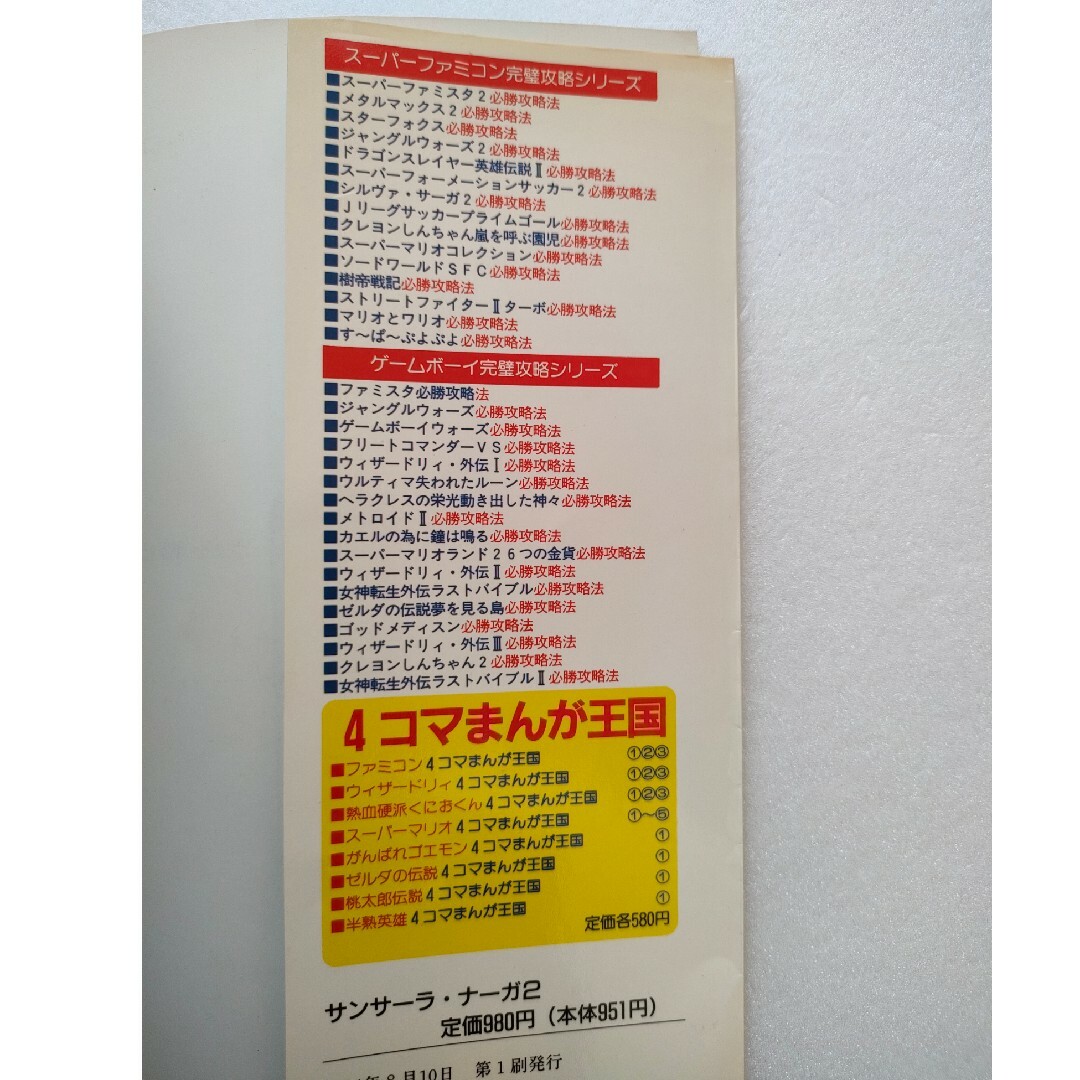 スーパーファミコン完璧攻略シリーズ
■スーパーファミスタ2必勝攻略法
■メタルマックス2必勝攻略法
■スターフォクス必勝攻略法
■ジャングルウォーズ2必勝攻略法
■ドラゴンスレイヤー英雄伝説Ⅱ必勝攻略法
■スーパーフォーメーションサッカー2必勝攻略法
■シルヴァ・サーガ2必勝攻略法
■Jリーグサッカープライムゴール必勝攻略法
■クレヨンしんちゃん嵐を呼ぶ園児必勝攻略法
■スーパーマリオコレクション必勝攻略法
■ソードワールドSFC必勝攻略法
■樹帝戦記必勝攻略法
■ストリートファイターⅡターボ必勝攻略法
■マリオとワリオ必勝攻略法
■す〜ぱ〜ぷよぷよ必勝攻略法
ゲームボーイ完璧攻略シリーズ
■ファミスタ必勝攻略法
■ジャングルウォーズ必勝攻略法
■ゲームボーイウォーズ必勝攻略法
■フリートコマンダーVS必勝攻略法
■ウィザードリィ・外伝Ⅰ必勝攻略法
■ウルティマ失われたルーン必勝攻略法
■ヘラクレスの栄光動き出した神々必勝攻略法
■メトロイドⅡ必勝攻略法
■カエルの為に鐘は鳴る必勝攻略法
■スーパーマリオランド26つの金貨必勝攻略法
■ウィザードリィ・外伝Ⅱ必勝攻略法
■女神転生外伝ラストバイブル必勝攻略法
■ゼルダの伝説夢を見る島必勝攻略法
■ゴッドメディスン必勝攻略法
■ウィザードリィ・外伝Ⅲ必勝攻略法
■クレヨンしんちゃん2必勝攻略法
■女神転生外伝ラストバイブルⅡ必勝攻略法
4コマまんが王国
■ファミコン4コマまんが王国 ①②③
■ウィザードリィ4コマまんが王国 ①②③
■熱血硬派くにおくん4コマまんが王国 ①②③
■スーパーマリオ4コマまんが王国 ①〜⑤
■がんばれゴエモン4コマまんが王国 ①
■ゼルダの伝説4コマまんが王国 ①
■桃太郎伝説4コマまんが王国 ①
■半熟英雄4コマまんが王国 ①
定価各580円
サンサーラ・ナーガ2
定価980円(本体951円)
年8月10日 第1刷発行